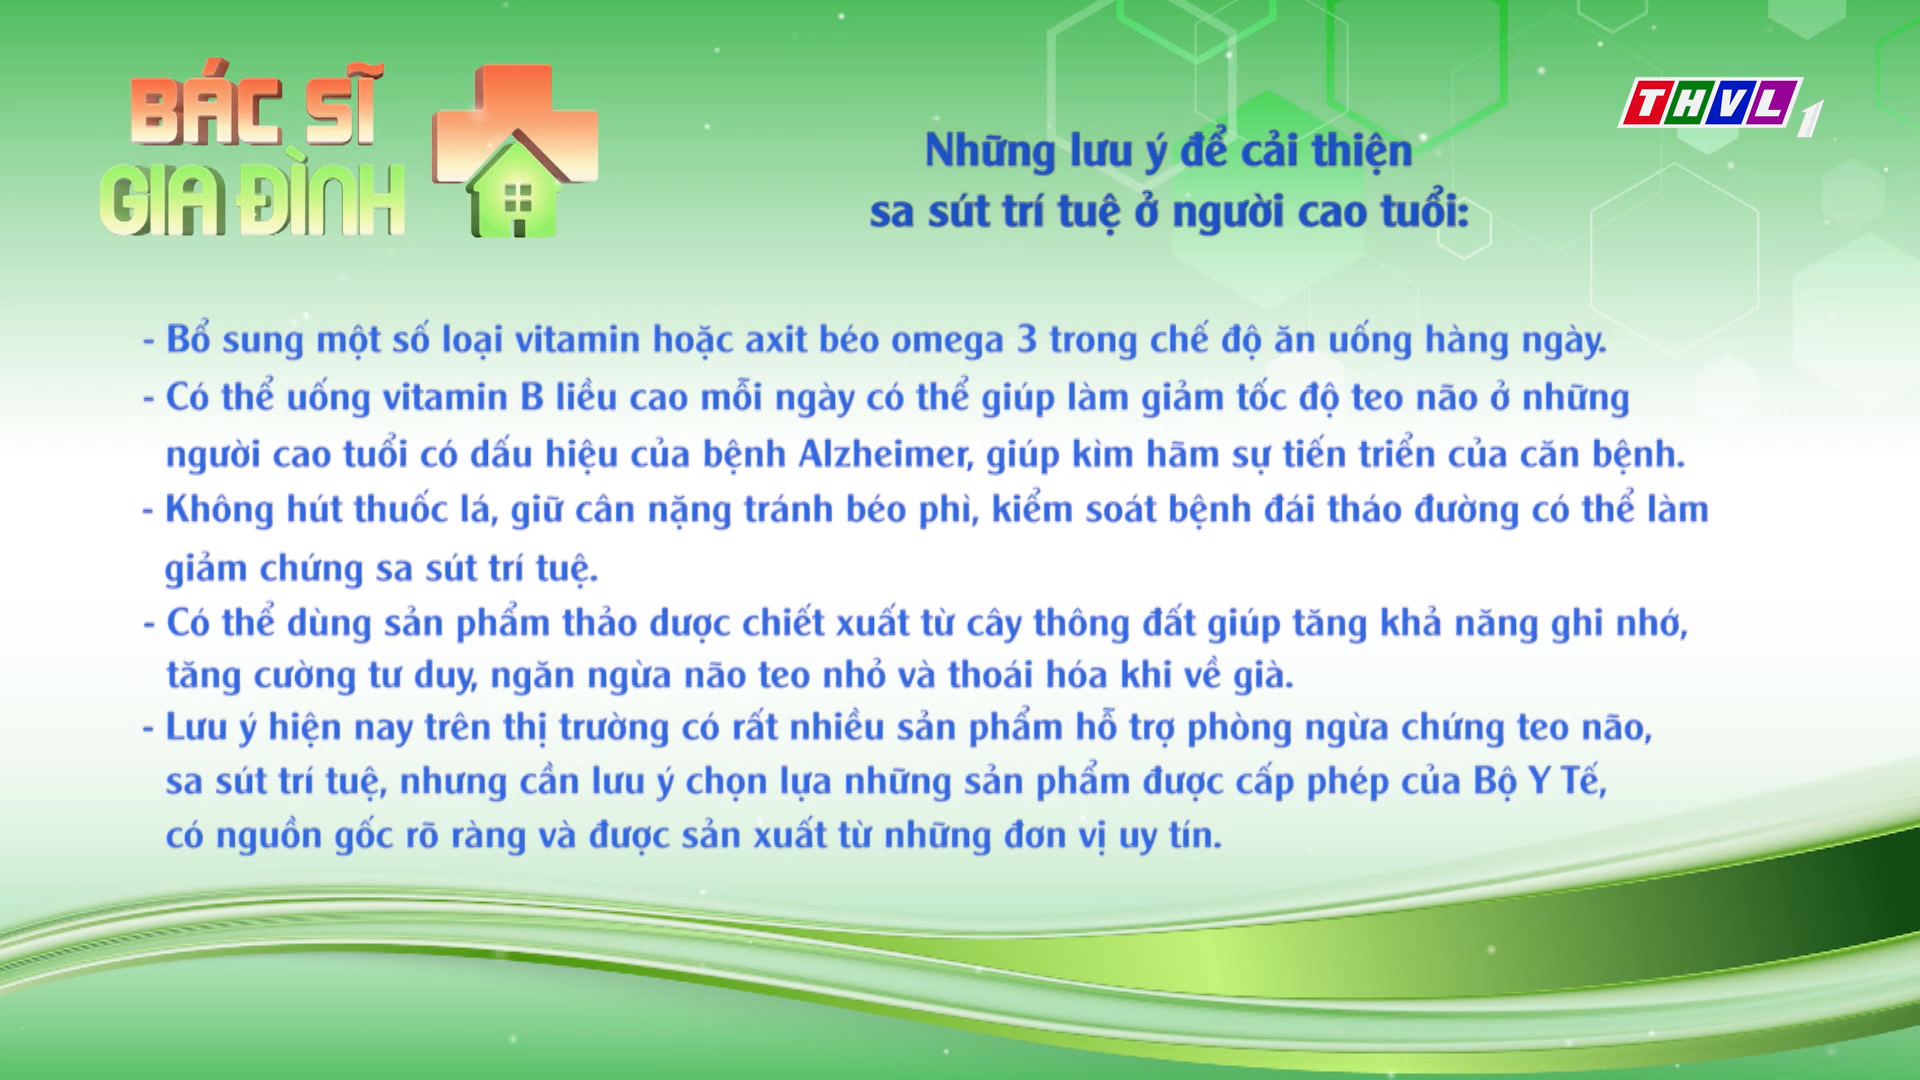 BÁC SĨ
GIA ĐÌNH
THVL1
Những lưu ý để cải thiện
sa sút trí tuệ ở người cao tuổi:
- Bổ sung một số loại vitamin hoặc axit béo omega 3 trong chế độ ăn uống hàng ngày.
- Có thể uống vitamin B liều cao mỗi ngày có thể giúp làm giảm tốc độ teo não ở những
người cao tuổi có dấu hiệu của bệnh Alzheimer, giúp kìm hãm sự tiến triển của căn bệnh.
- Không hút thuốc lá, giữ cân nặng tránh béo phì, kiểm soát bệnh đái tháo đường có thể làm
giảm chứng sa sút trí tuệ.
- Có thể dùng sản phẩm thảo dược chiết xuất từ cây thông đất giúp tăng khả năng ghi nhớ,
tăng cường tư duy, ngăn ngừa não teo nhỏ và thoái hóa khi về già.
- Lưu ý hiện nay trên thị trường có rất nhiều sản phẩm hỗ trợ phòng ngừa chứng teo não,
sa sút trí tuệ, nhưng cần lưu ý chọn lựa những sản phẩm được cấp phép của Bộ Y Tế,
có nguồn gốc rõ ràng và được sản xuất từ những đơn vị uy tín.